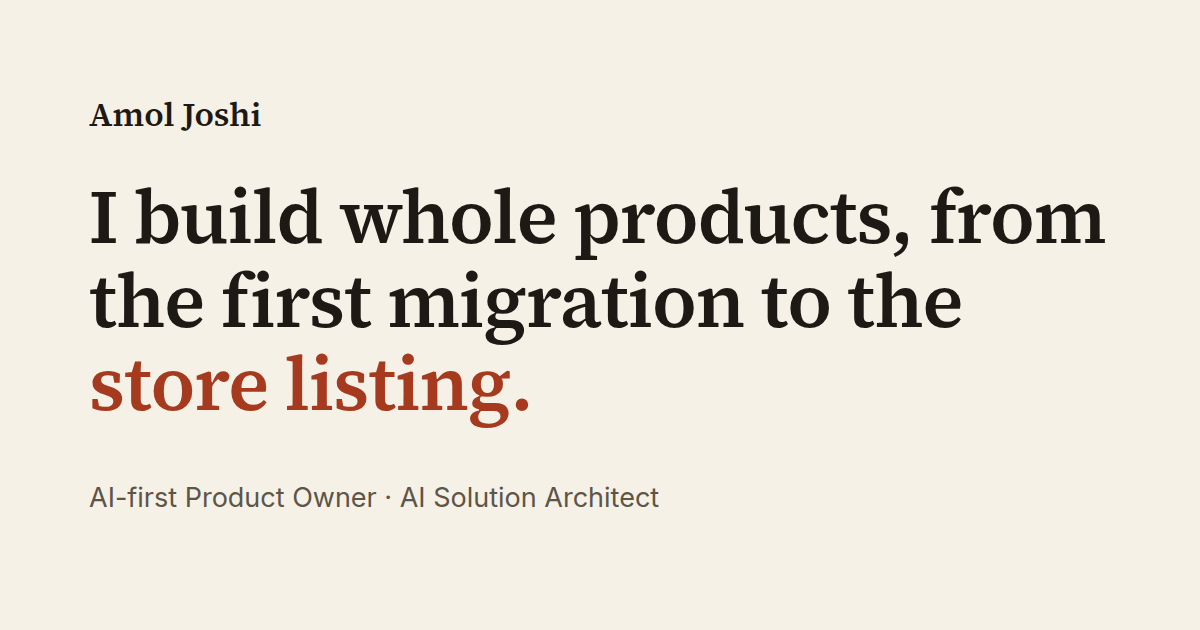 Amol Joshi
I build whole products, from
the first migration to the
store listing.
AI-first Product Owner · AI Solution Architect